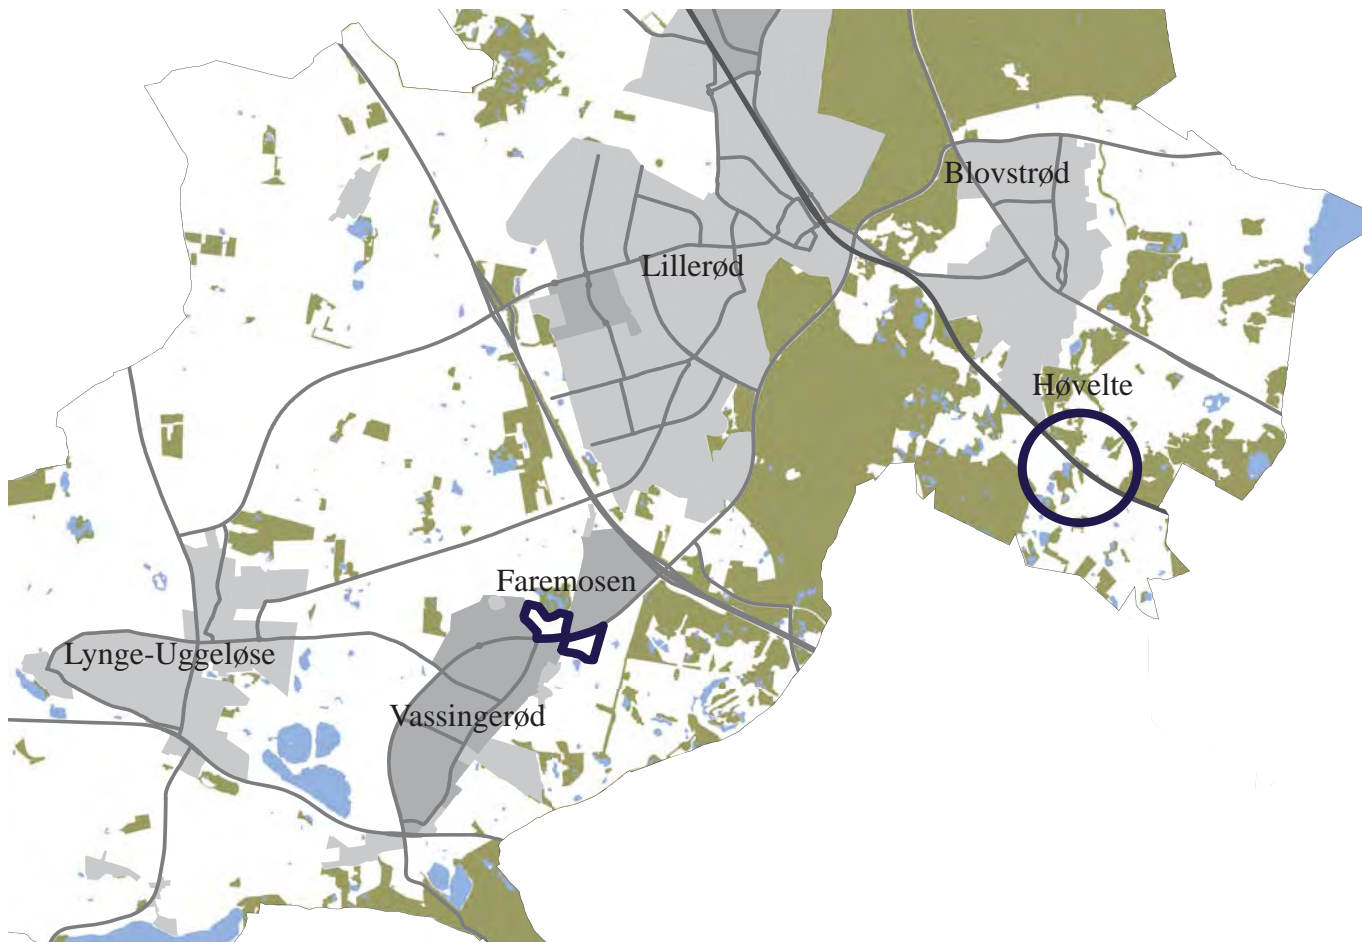 Blovstrød
Lillerød
Høvelte
Faremosen
Lynge-Uggeløse
Vassingerød